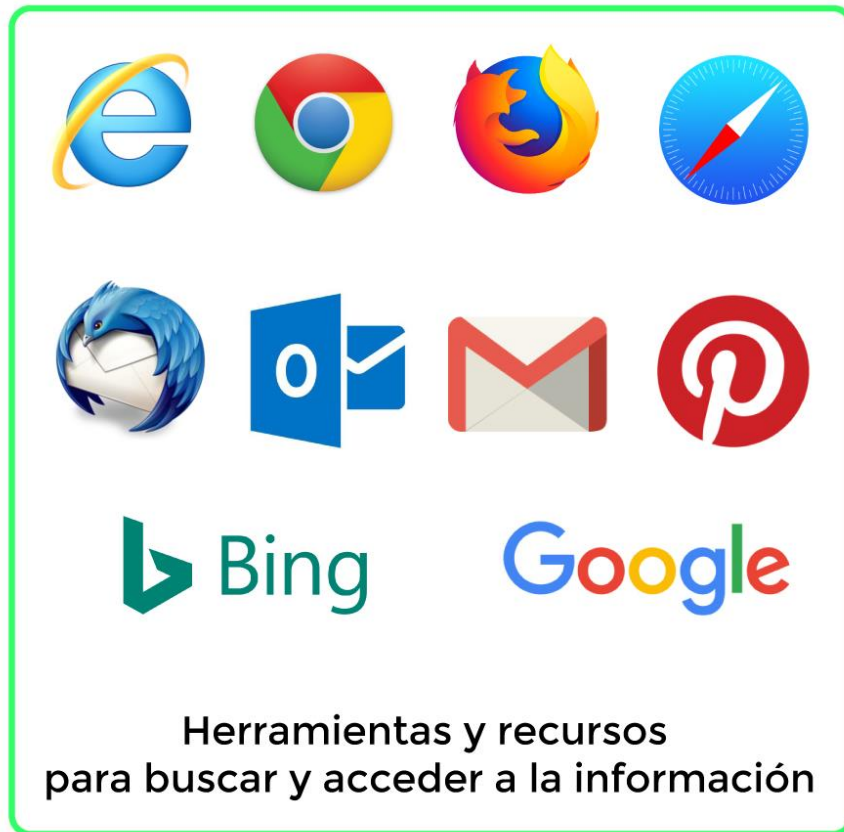 Bing
Google
Herramientas y recursos
para buscar y acceder a la información